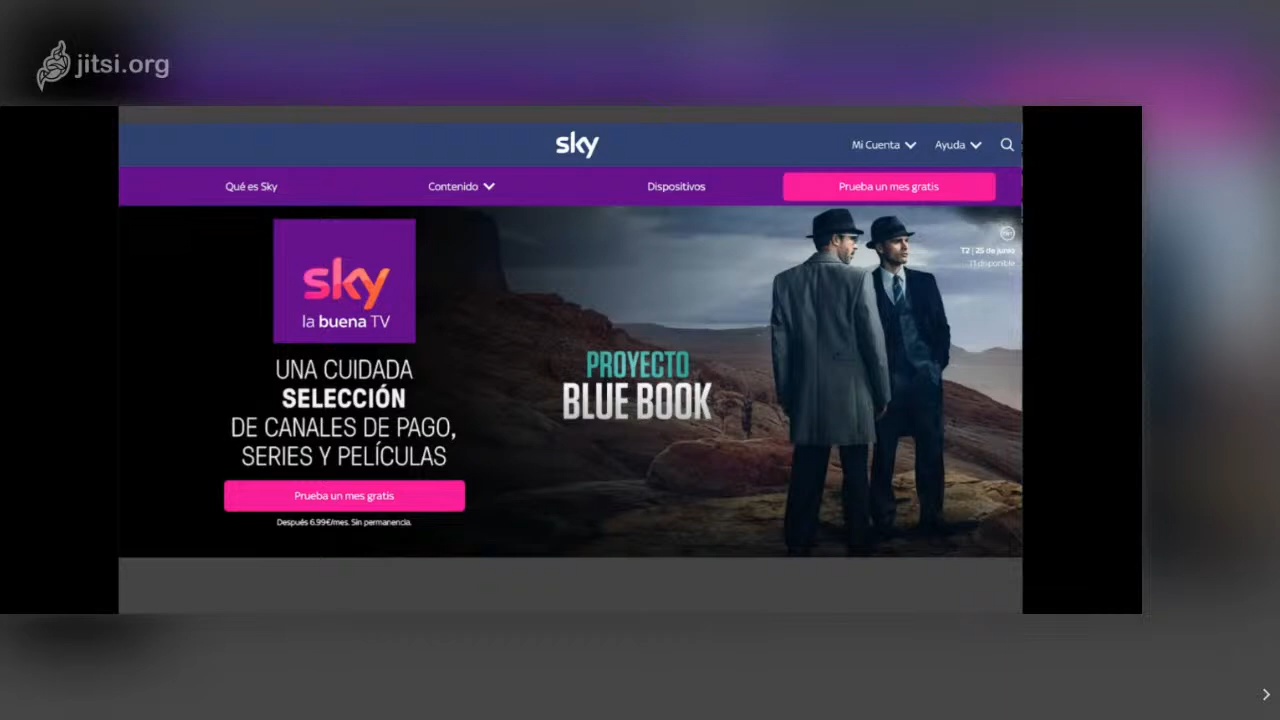 jitsi.org
sky
Mi Cuenta
Ayuda
Qué es Sky
Contenido
Dispositivos
Prueba un mes gratis
sky
la buena TV
UNA CUIDADA
SELECCIÓN
DE CANALES DE PAGO,
SERIES Y PELÍCULAS
Prueba un mes gratis
Después 6.99€/mes. Sin permanencia.
PROYECTO
BLUE BOOK
T2 | 25 de junio
T1 disponible